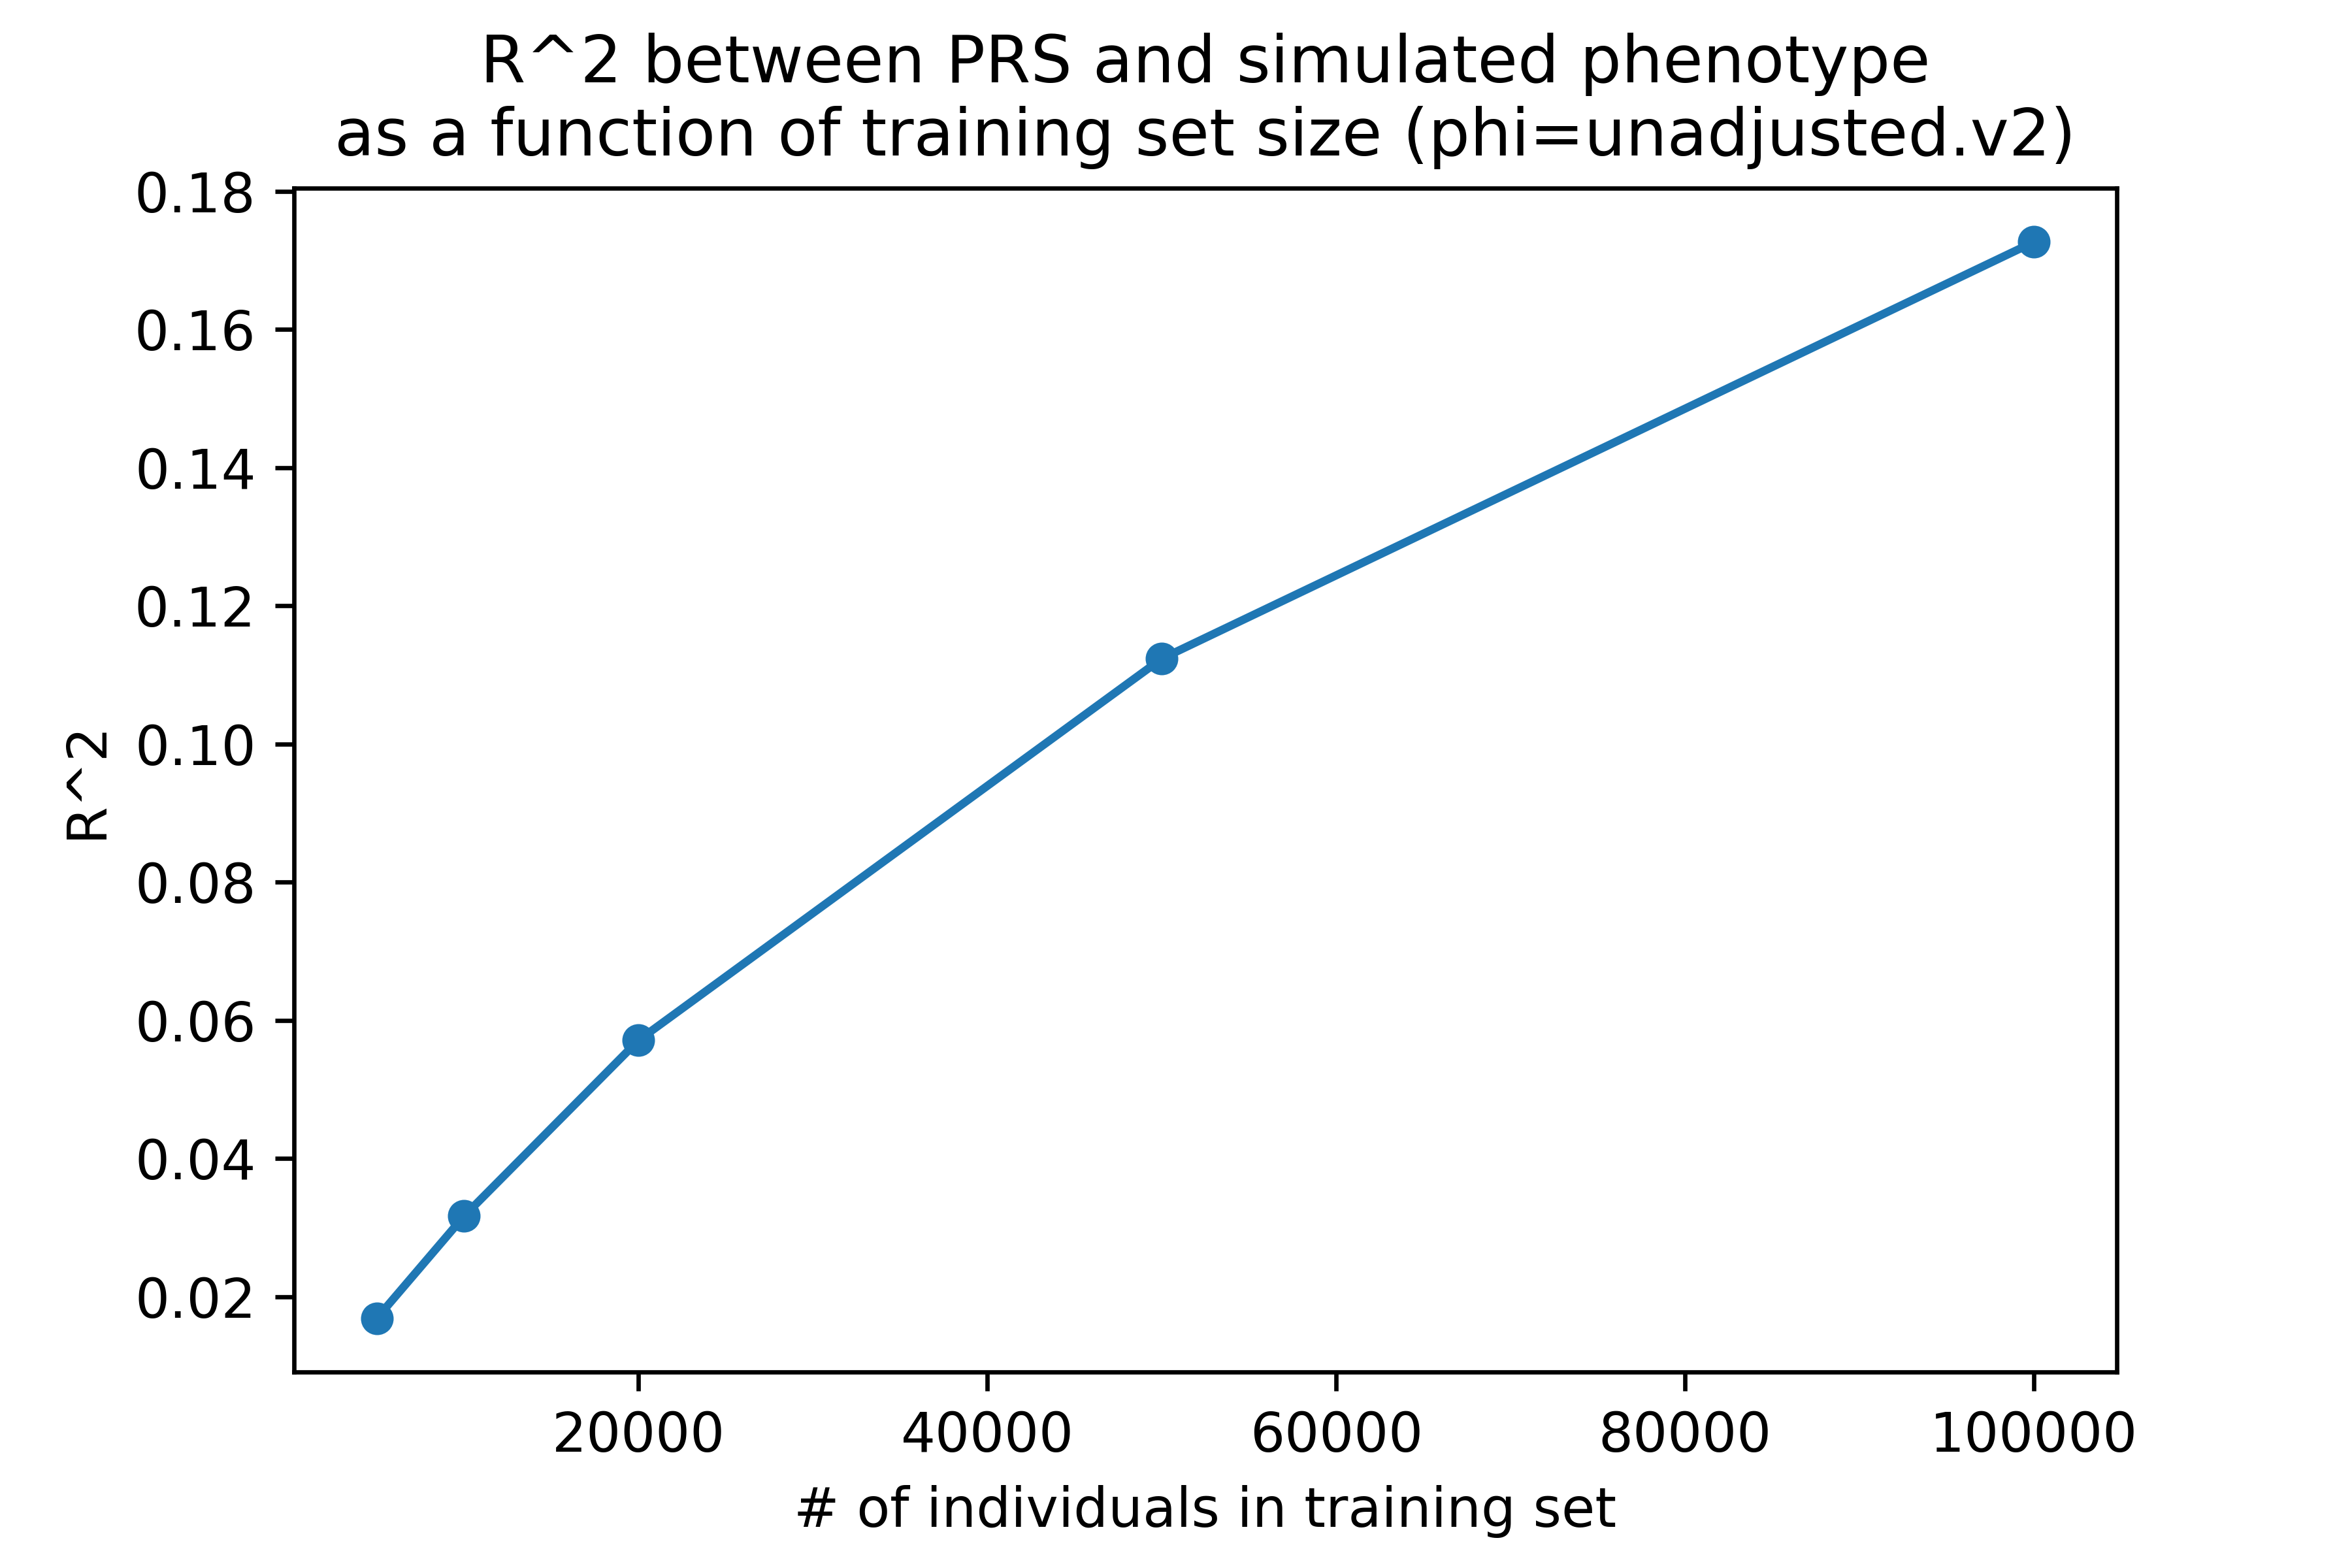 R^2 between PRS and simulated phenotype
as a function of training set size (phi=unadjusted.v2)
0.18
0.16
0.14
0.12
0.10
0.08
0.06
0.04
0.02
R^2
20000 40000 60000 80000 100000
# of individuals in training set